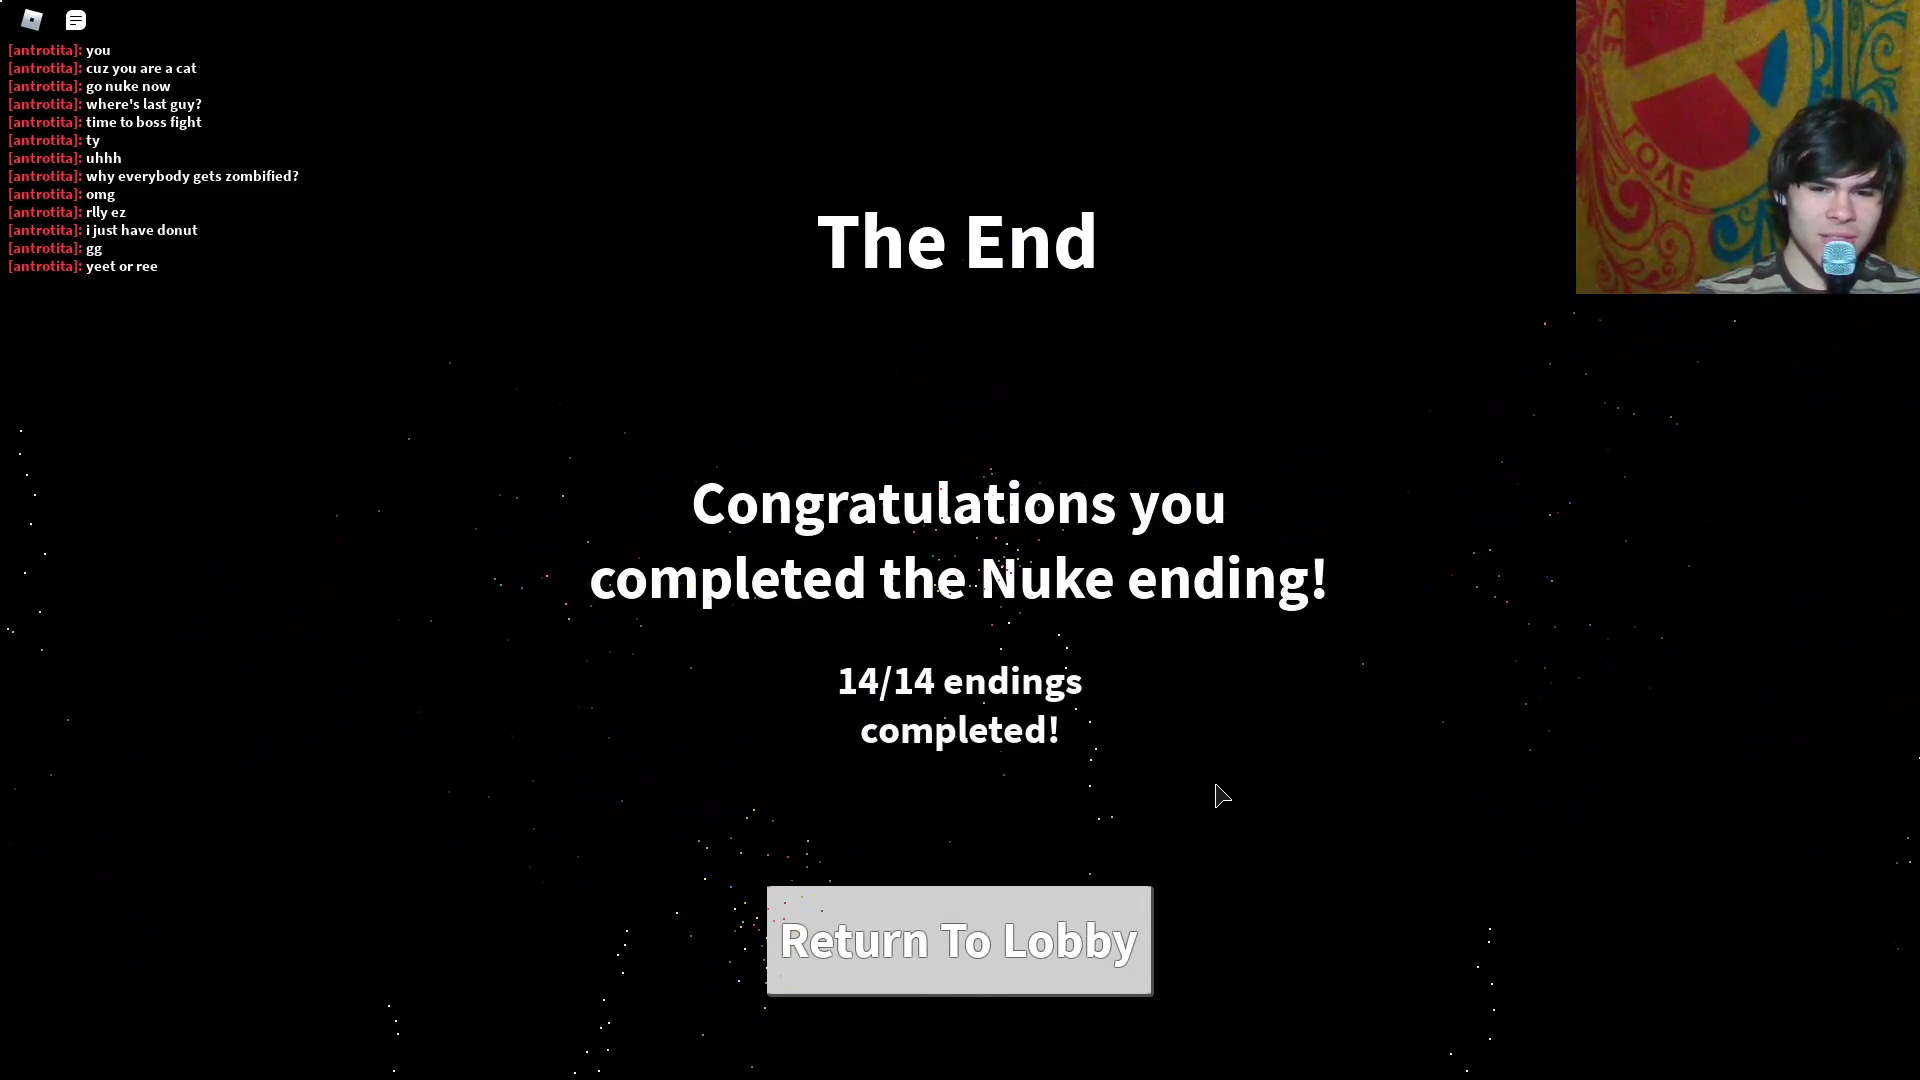 [antrotita]: you
[antrotita]: cuz you are a cat
[antrotita]: go nuke now
[antrotita]: where's last guy?
[antrotita]: time to boss fight
[antrotita]: ty
[antrotita]: uhhh
[antrotita]: why everybody gets zombified?
[antrotita]: omg
[antrotita]: rlly ez
[antrotita]: i just have donut
[antrotita]: gg
[antrotita]: yeet or ree
The End
Congratulations you
completed the Nuke ending!
14/14 endings
completed!
Return To Lobby